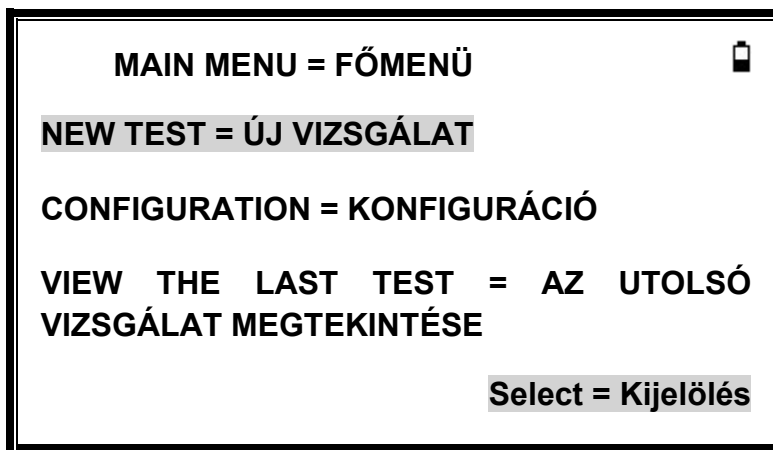 MAIN MENU = FŐMENÜ
NEW TEST = ÚJ VIZSGÁLAT
CONFIGURATION = KONFIGURÁCIÓ
VIEW THE LAST TEST = AZ UTOLSÓ
VIZSGÁLAT MEGTEKINTÉSE
Select = Kijelölés